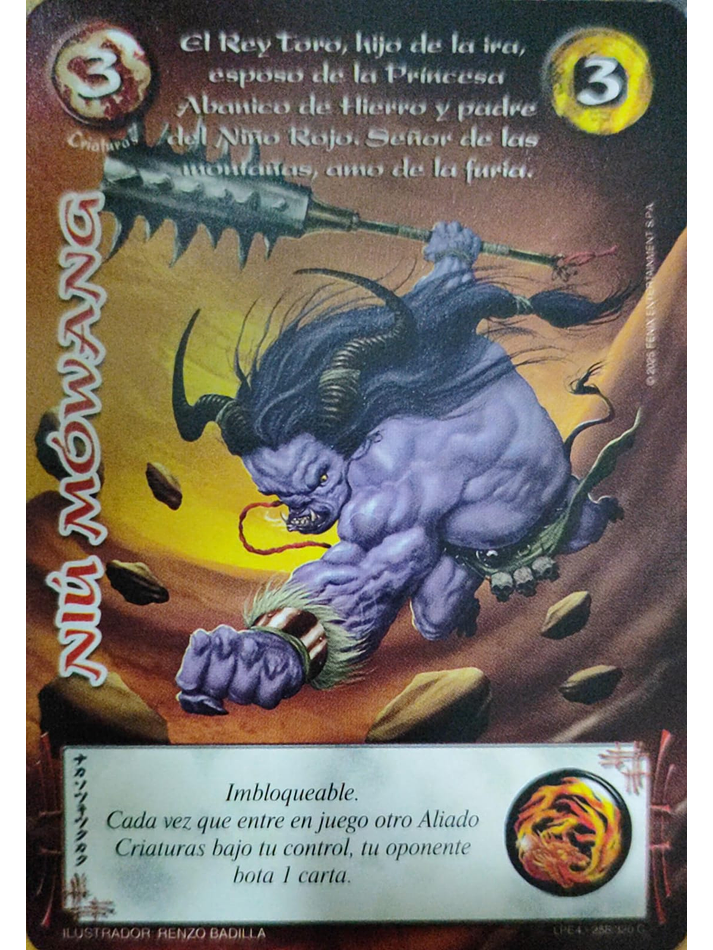 3
3
El Rey Toro, hijo de la ira,
esposo de la Princesa
Abanico de Hierro y padre
del Niño Rojo. Señor de las
montañas, amo de la furia.
Criaturas
NIÚ MÓWANG
© 2025 FENIX ENTERTAINMENT S.P.A.
Imbloqueable.
Cada vez que entre en juego otro Aliado
Criaturas bajo tu control, tu oponente
bota 1 carta.
ILUSTRADOR: RENZO BADILLA